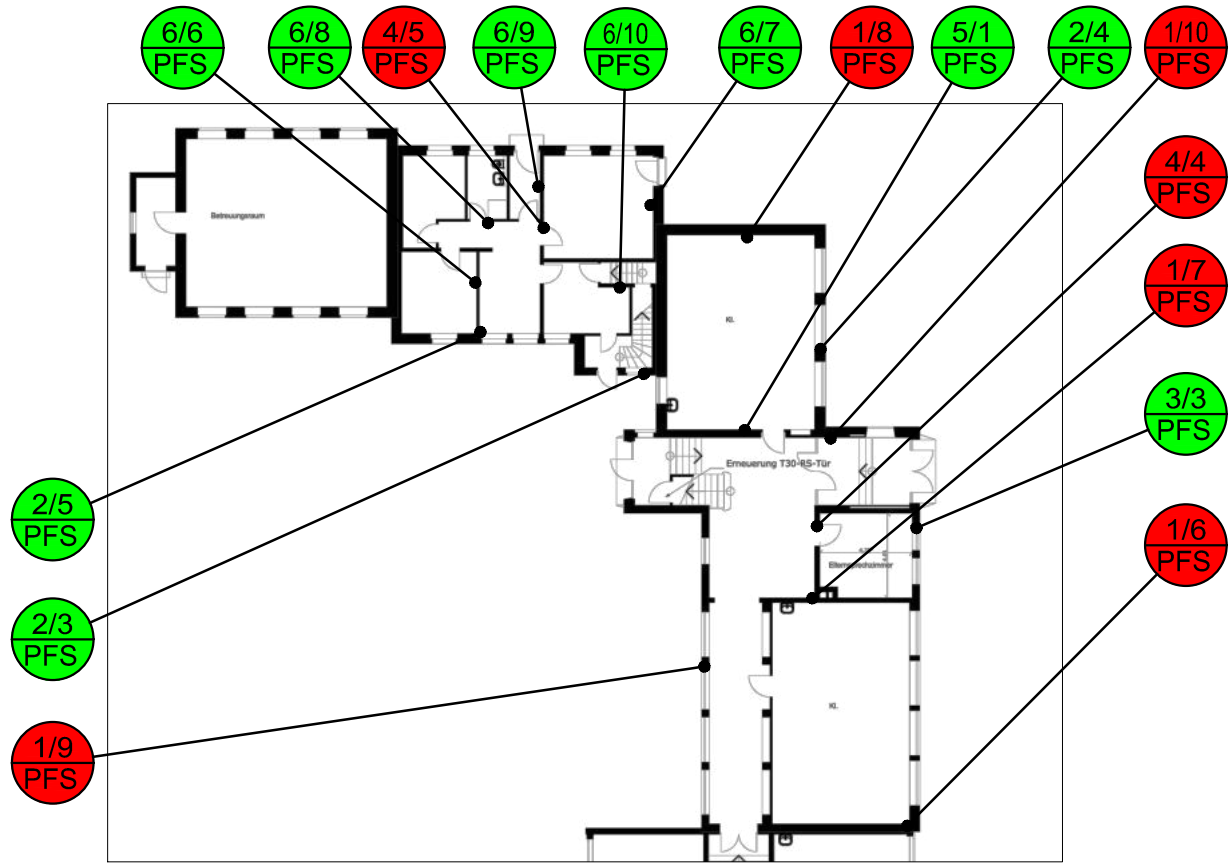 6/6
PFS
6/8
PFS
4/5
PFS
6/9
PFS
6/10
PFS
6/7
PFS
1/8
PFS
5/1
PFS
2/4
PFS
1/10
PFS
4/4
PFS
1/7
PFS
3/3
PFS
1/6
PFS
2/5
PFS
2/3
PFS
1/9
PFS
Betreuungsraum
KL
Erneuerung T30-RS-Tür
KL